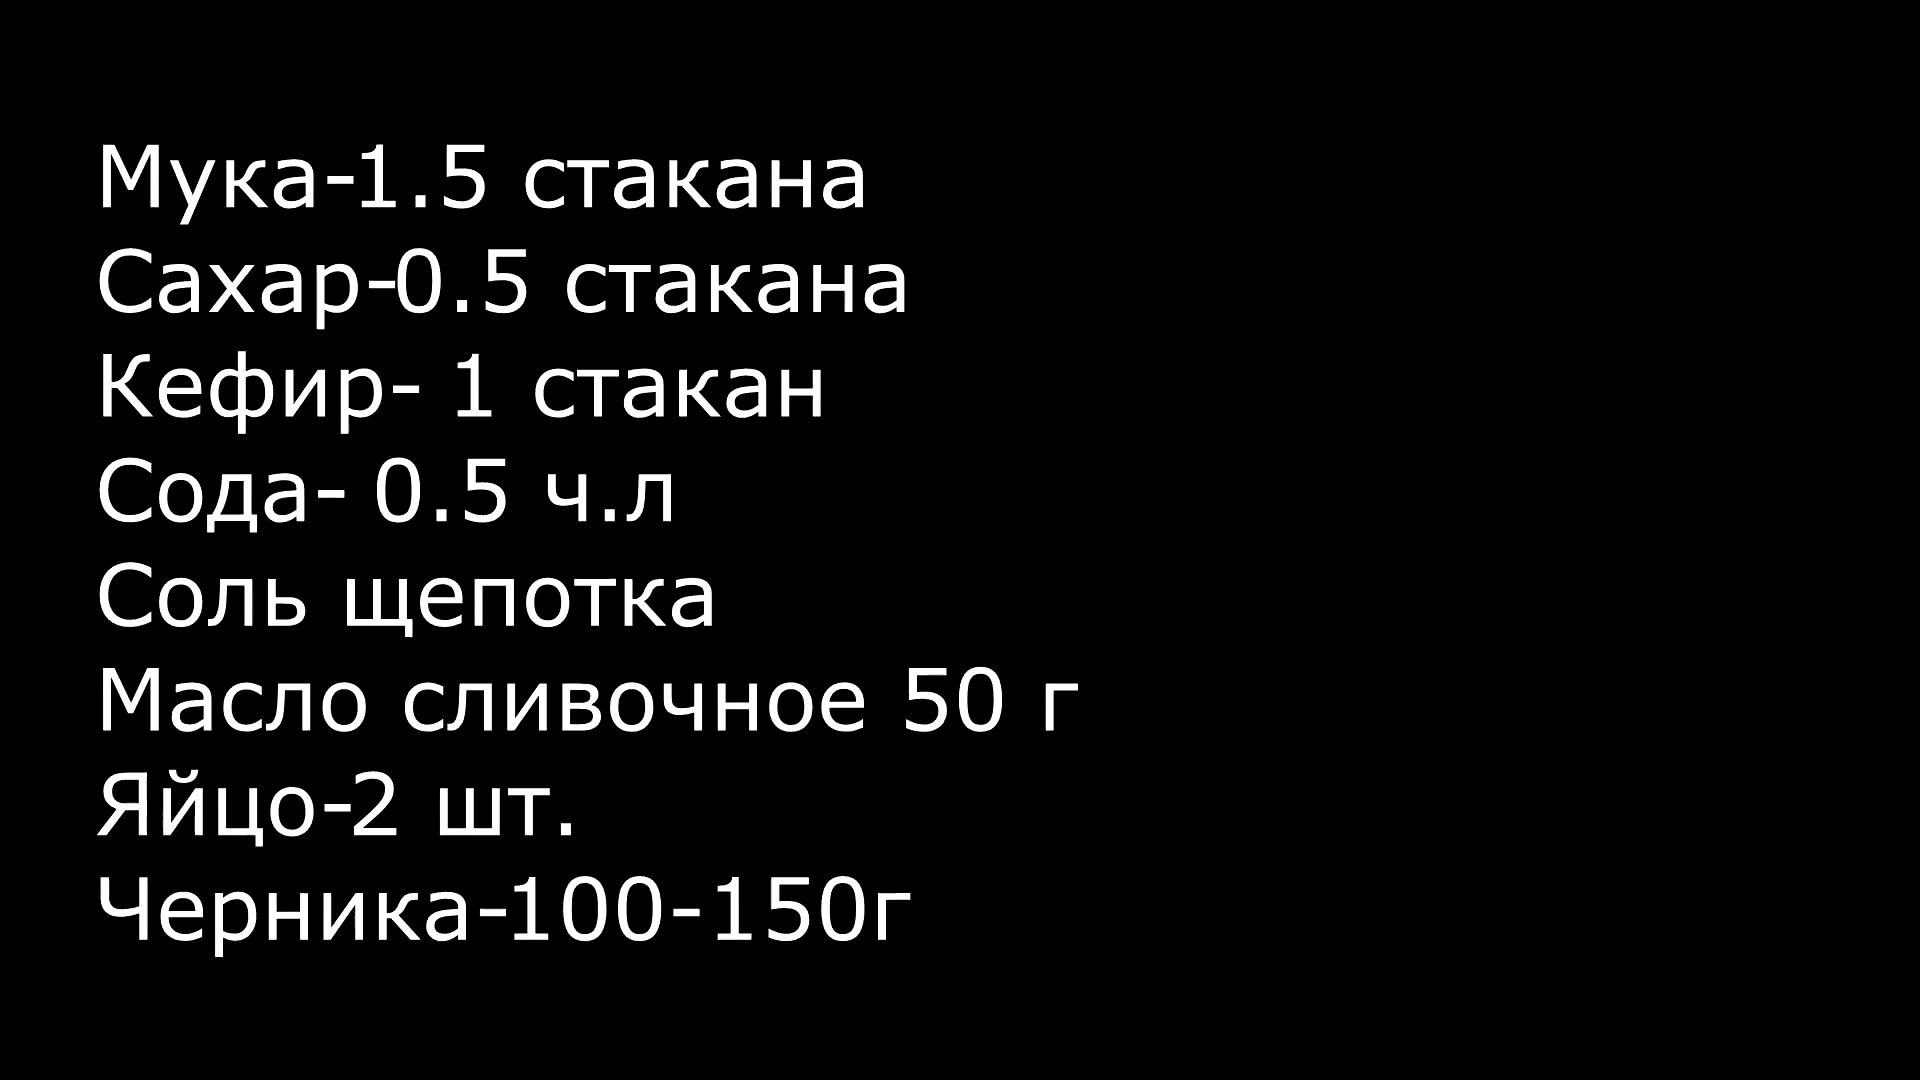 Мука-1.5 стакана
Сахар-0.5 стакана
Кефир- 1 стакан
Сода- 0.5 ч.л
Соль щепотка
Масло сливочное 50 г
Яйцо-2 шт.
Черника-100-150г